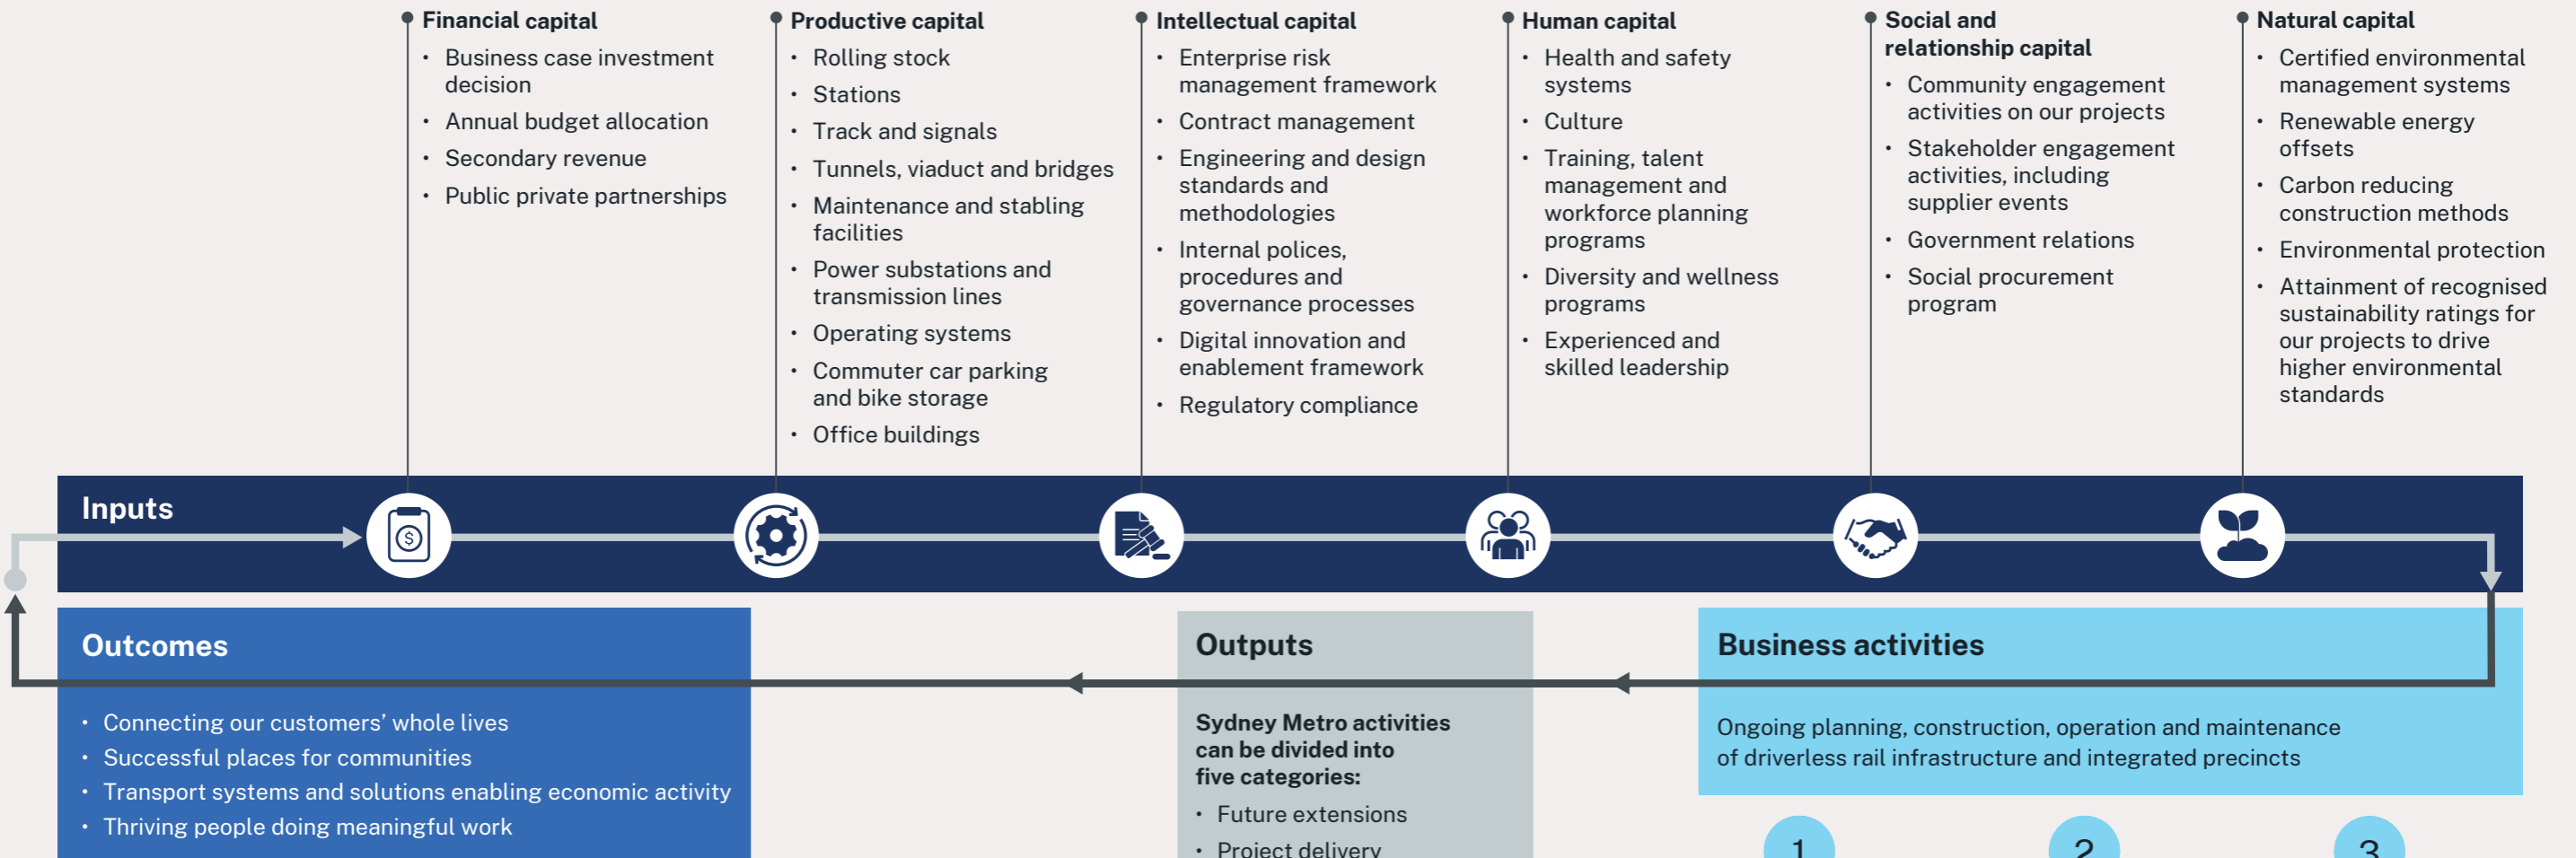 Financial capital
• Business case investment
decision
• Annual budget allocation
• Secondary revenue
• Public private partnerships
Productive capital
• Rolling stock
• Stations
• Track and signals
• Tunnels, viaduct and bridges
• Maintenance and stabling
facilities
• Power substations and
transmission lines
• Operating systems
• Commuter car parking
and bike storage
• Office buildings
Intellectual capital
• Enterprise risk
management framework
• Contract management
• Engineering and design
standards and
methodologies
• Internal polices,
procedures and
governance processes
• Digital innovation and
enablement framework
• Regulatory compliance
Human capital
• Health and safety
systems
• Culture
• Training, talent
management and
workforce planning
programs
• Diversity and wellness
programs
• Experienced and
skilled leadership
Social and
relationship capital
• Community engagement
activities on our projects
• Stakeholder engagement
activities, including
supplier events
• Government relations
• Social procurement
program
Natural capital
• Certified environmental
management systems
• Renewable energy
offsets
• Carbon reducing
construction methods
• Environmental protection
• Attainment of recognised
sustainability ratings for
our projects to drive
higher environmental
standards
Inputs
$
Outcomes
• Connecting our customers’ whole lives
• Successful places for communities
• Transport systems and solutions enabling economic activity
• Thriving people doing meaningful work
Outputs
Sydney Metro activities
can be divided into
five categories:
• Future extensions
• Project delivery
Business activities
Ongoing planning, construction, operation and maintenance
of driverless rail infrastructure and integrated precincts
1
2
3